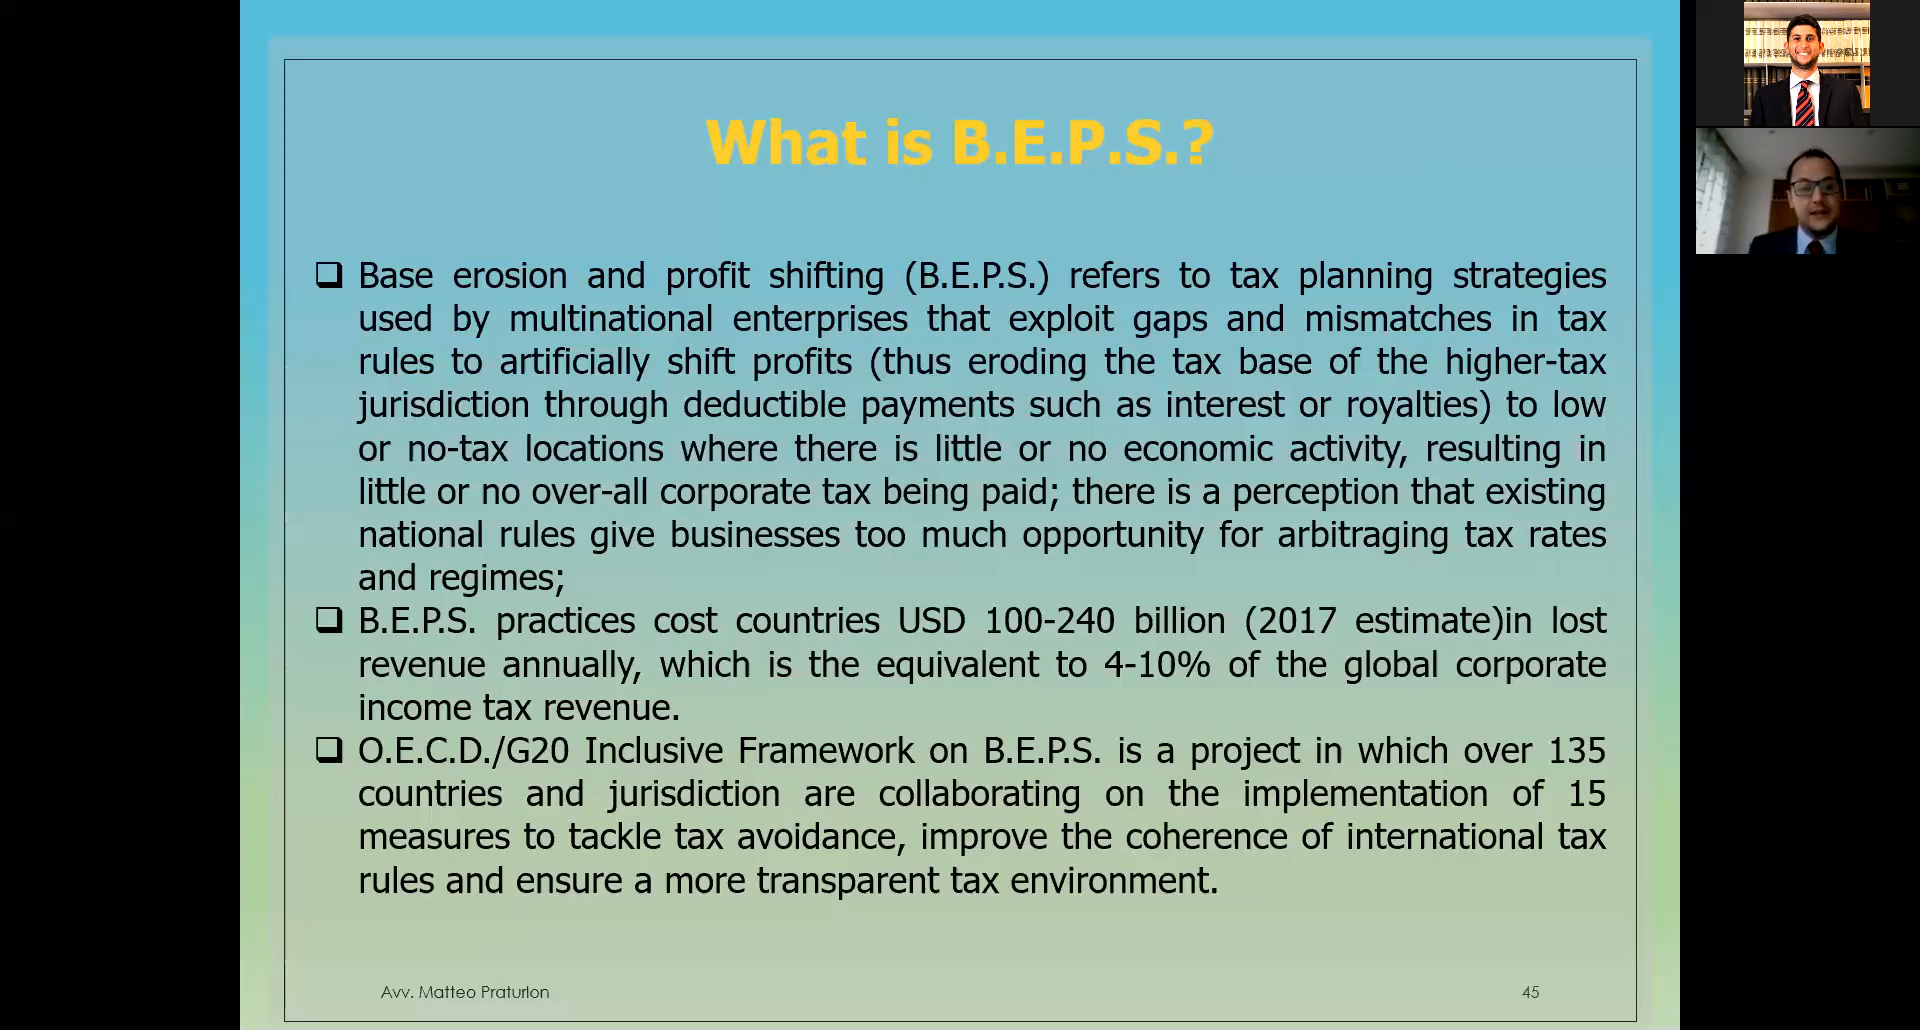 What is B.E.P.S.?
Base erosion and profit shifting (B.E.P.S.) refers to tax planning strategies
used by multinational enterprises that exploit gaps and mismatches in tax
rules to artificially shift profits (thus eroding the tax base of the higher-tax
jurisdiction through deductible payments such as interest or royalties) to low
or no-tax locations where there is little or no economic activity, resulting in
little or no over-all corporate tax being paid; there is a perception that existing
national rules give businesses too much opportunity for arbitraging tax rates
and regimes;
B.E.P.S. practices cost countries USD 100-240 billion (2017 estimate)in lost
revenue annually, which is the equivalent to 4-10% of the global corporate
income tax revenue.
O.E.C.D./G20 Inclusive Framework on B.E.P.S. is a project in which over 135
countries and jurisdiction are collaborating on the implementation of 15
measures to tackle tax avoidance, improve the coherence of international tax
rules and ensure a more transparent tax environment.
Avv. Matteo Praturlon
45